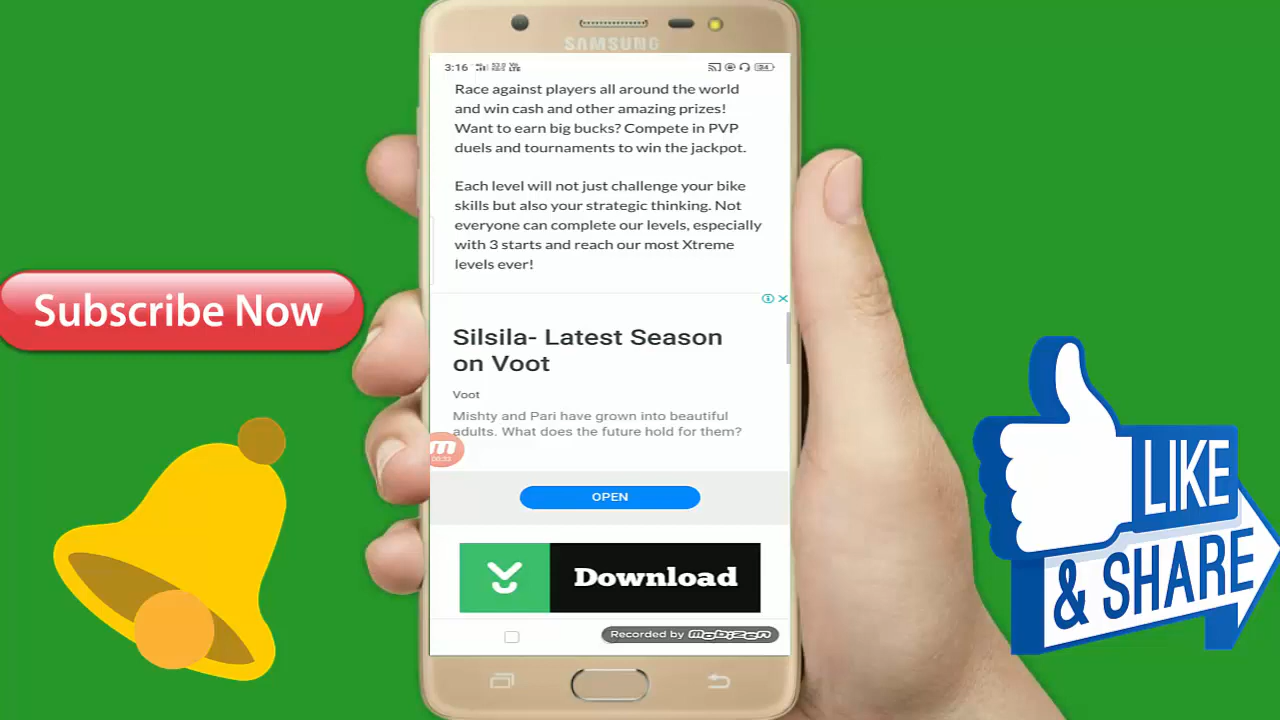 SAMSUNG
3:16
Race against players all around the world
and win cash and other amazing prizes!
Want to earn big bucks? Compete in PVP
duels and tournaments to win the jackpot.
Each level will not just challenge your bike
skills but also your strategic thinking. Not
everyone can complete our levels, especially
with 3 starts and reach our most Xtreme
levels ever!
Silsila- Latest Season
on Voot
Voot
Mishty and Pari have grown into beautiful
adults. What does the future hold for them?
OPEN
Download
Recorded by mobizen
Subscribe Now
LIKE
& SHARE